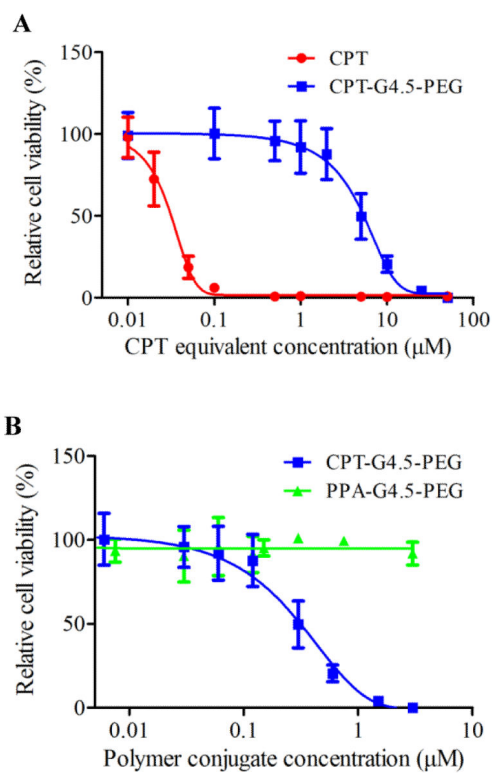 A
CPT
CPT-G4.5-PEG
Relative cell viability (%)
150
100
50
0
0.01 0.1 1 10 100
CPT equivalent concentration (μM)
B
CPT-G4.5-PEG
PPA-G4.5-PEG
Relative cell viability (%)
150
100
50
0
0.01 0.1 1 10
Polymer conjugate concentration (μM)